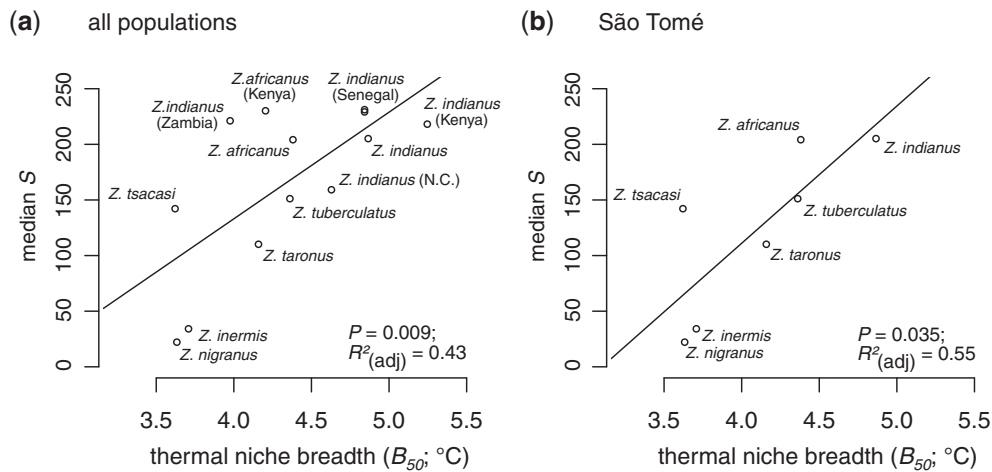 (a) all populations
250
200
150
100
50
0
median S
Z.africanus
(Kenya)
Z. indianus
(Senegal)
Z.indianus
(Zambia)
Z. indianus
(Kenya)
Z. africanus
Z. indianus
Z. tsacasi
Z. indianus (N.C.)
Z. tuberculatus
Z. taronus
Z. inermis
Z. nigranus
P = 0.009;
R²(adj) = 0.43
3.5 4.0 4.5 5.0 5.5
thermal niche breadth (B50; °C)
(b) São Tomé
250
200
150
100
50
0
median S
Z. africanus
Z. indianus
Z. tsacasi
Z. tuberculatus
Z. taronus
Z. inermis
Z. nigranus
P = 0.035;
R²(adj) = 0.55
3.5 4.0 4.5 5.0 5.5
thermal niche breadth (B50; °C)